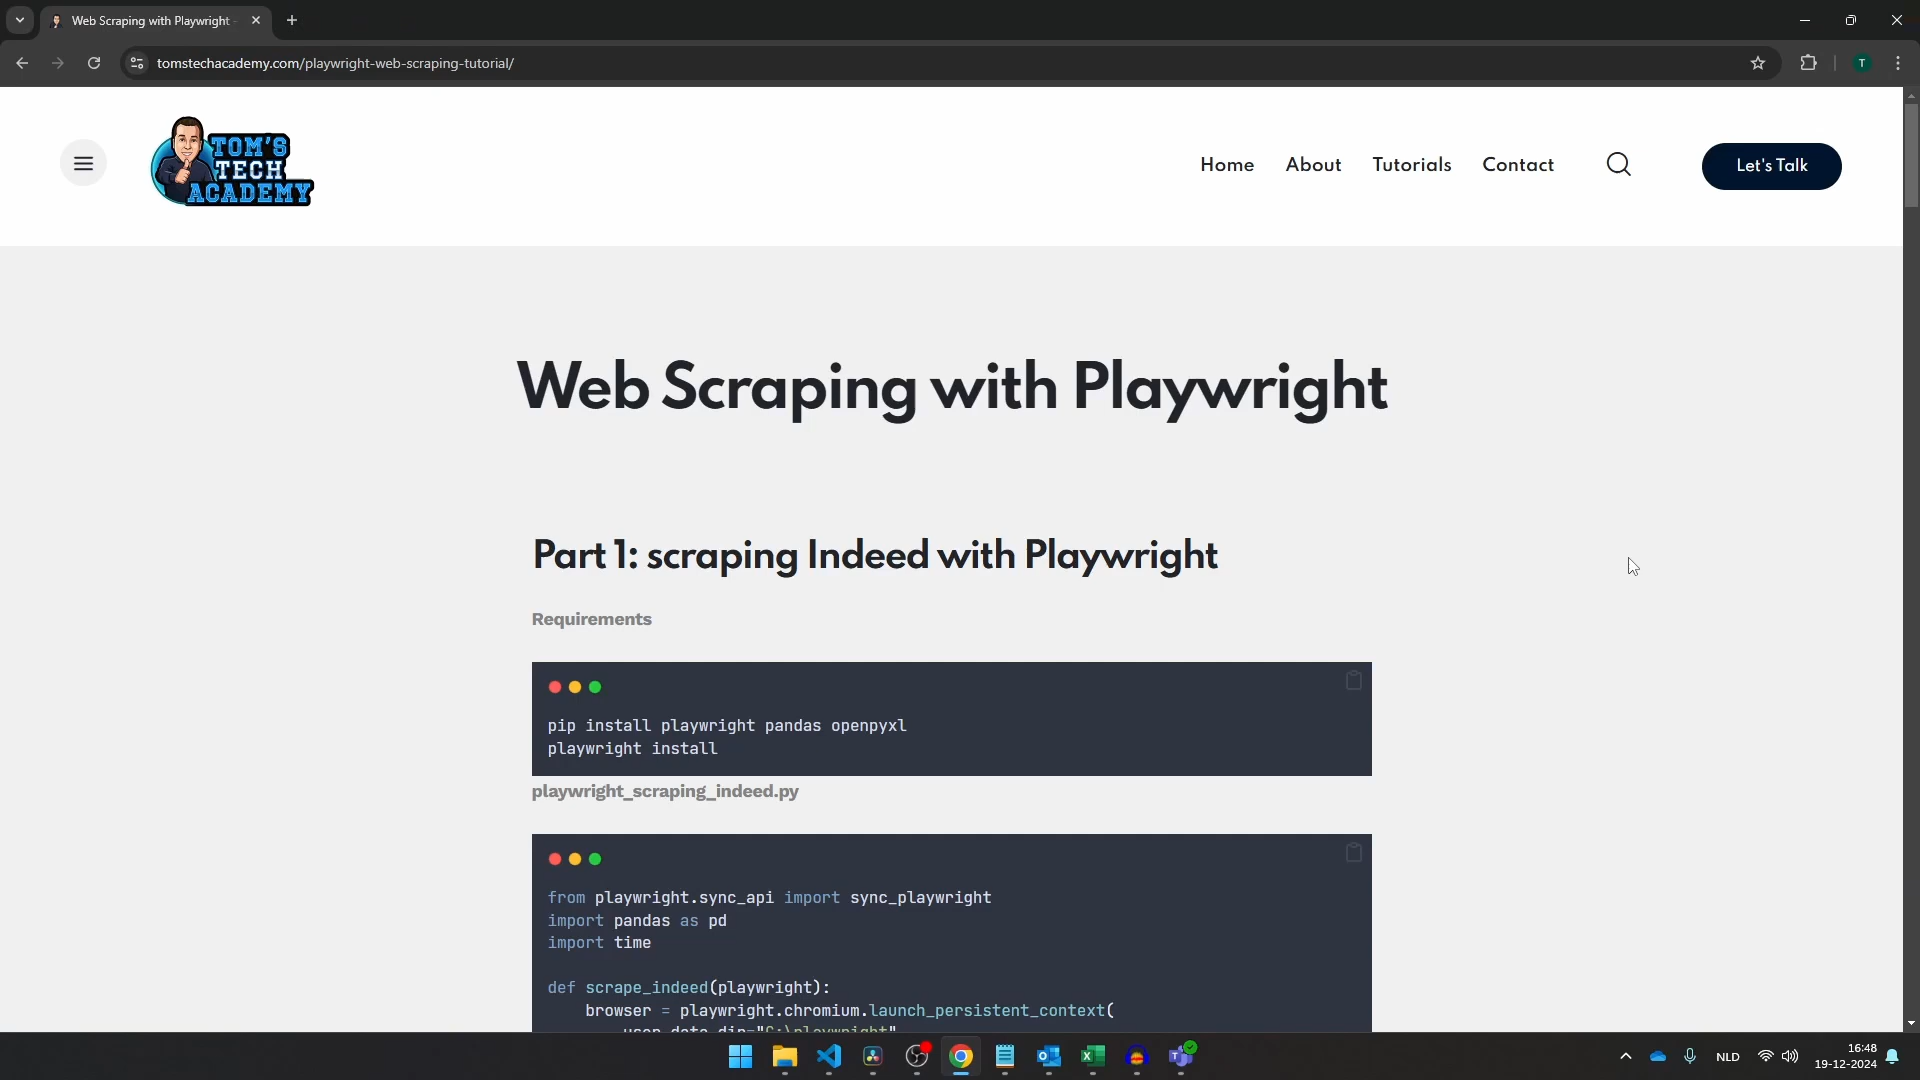 Web Scraping with Playwright
tomstechacademy.com/playwright-web-scraping-tutorial/
T
TOM'S
TECH
ACADEMY
Home
About
Tutorials
Contact
Let's Talk
Web Scraping with Playwright
Part 1: scraping Indeed with Playwright
Requirements
pip install playwright pandas openpyxl
playwright install
playwright_scraping_indeed.py
from playwright.sync_api import sync_playwright
import pandas as pd
import time
def scrape_indeed(playwright):
browser = playwright.chromium.launch_persistent_context(
user_data_dir="C:\playwright"
NLD
16:48
19-12-2024